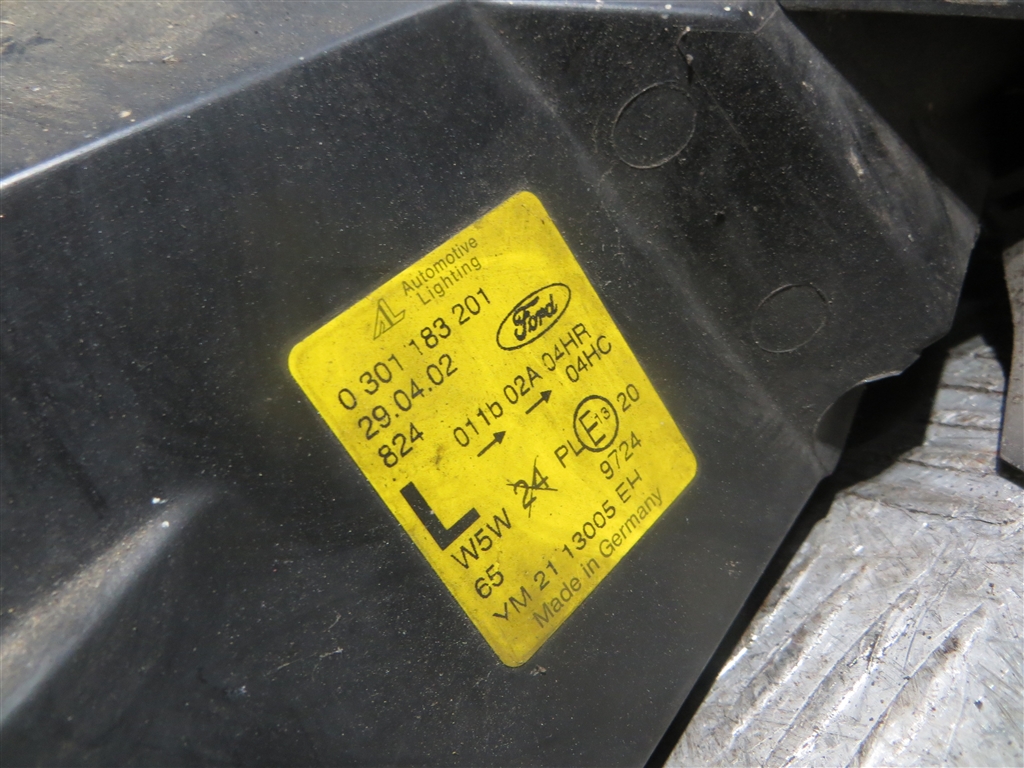 AL Automotive
Lighting
0 301 183 201
29.04.02
824
Ford
011b 02A 04HR
04HC
L
W5W 24 PL E13 20
65
9724
YM 21 13005 EH
Made in Germany